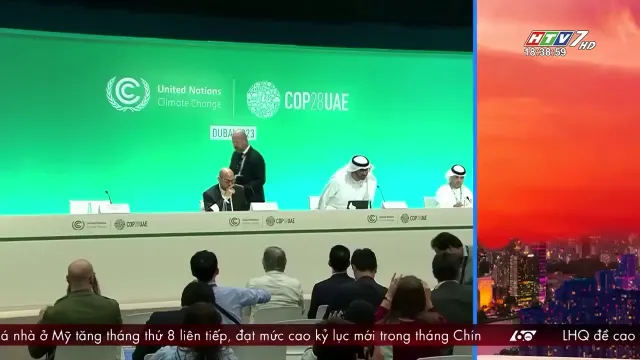 HTV7 HD
18:38:59
United Nations
Climate Change
COP28UAE
DUBAI 2023
COP28UAE
COP28UAE
á nhà ở Mỹ tăng tháng thứ 8 liên tiếp, đạt mức cao kỷ lục mới trong tháng Chín
60
LHQ đề cao